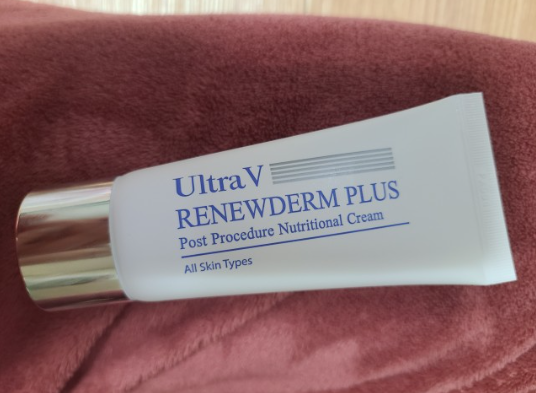 UltraV
RENEWDERM PLUS
Post Procedure Nutritional Cream
All Skin Types